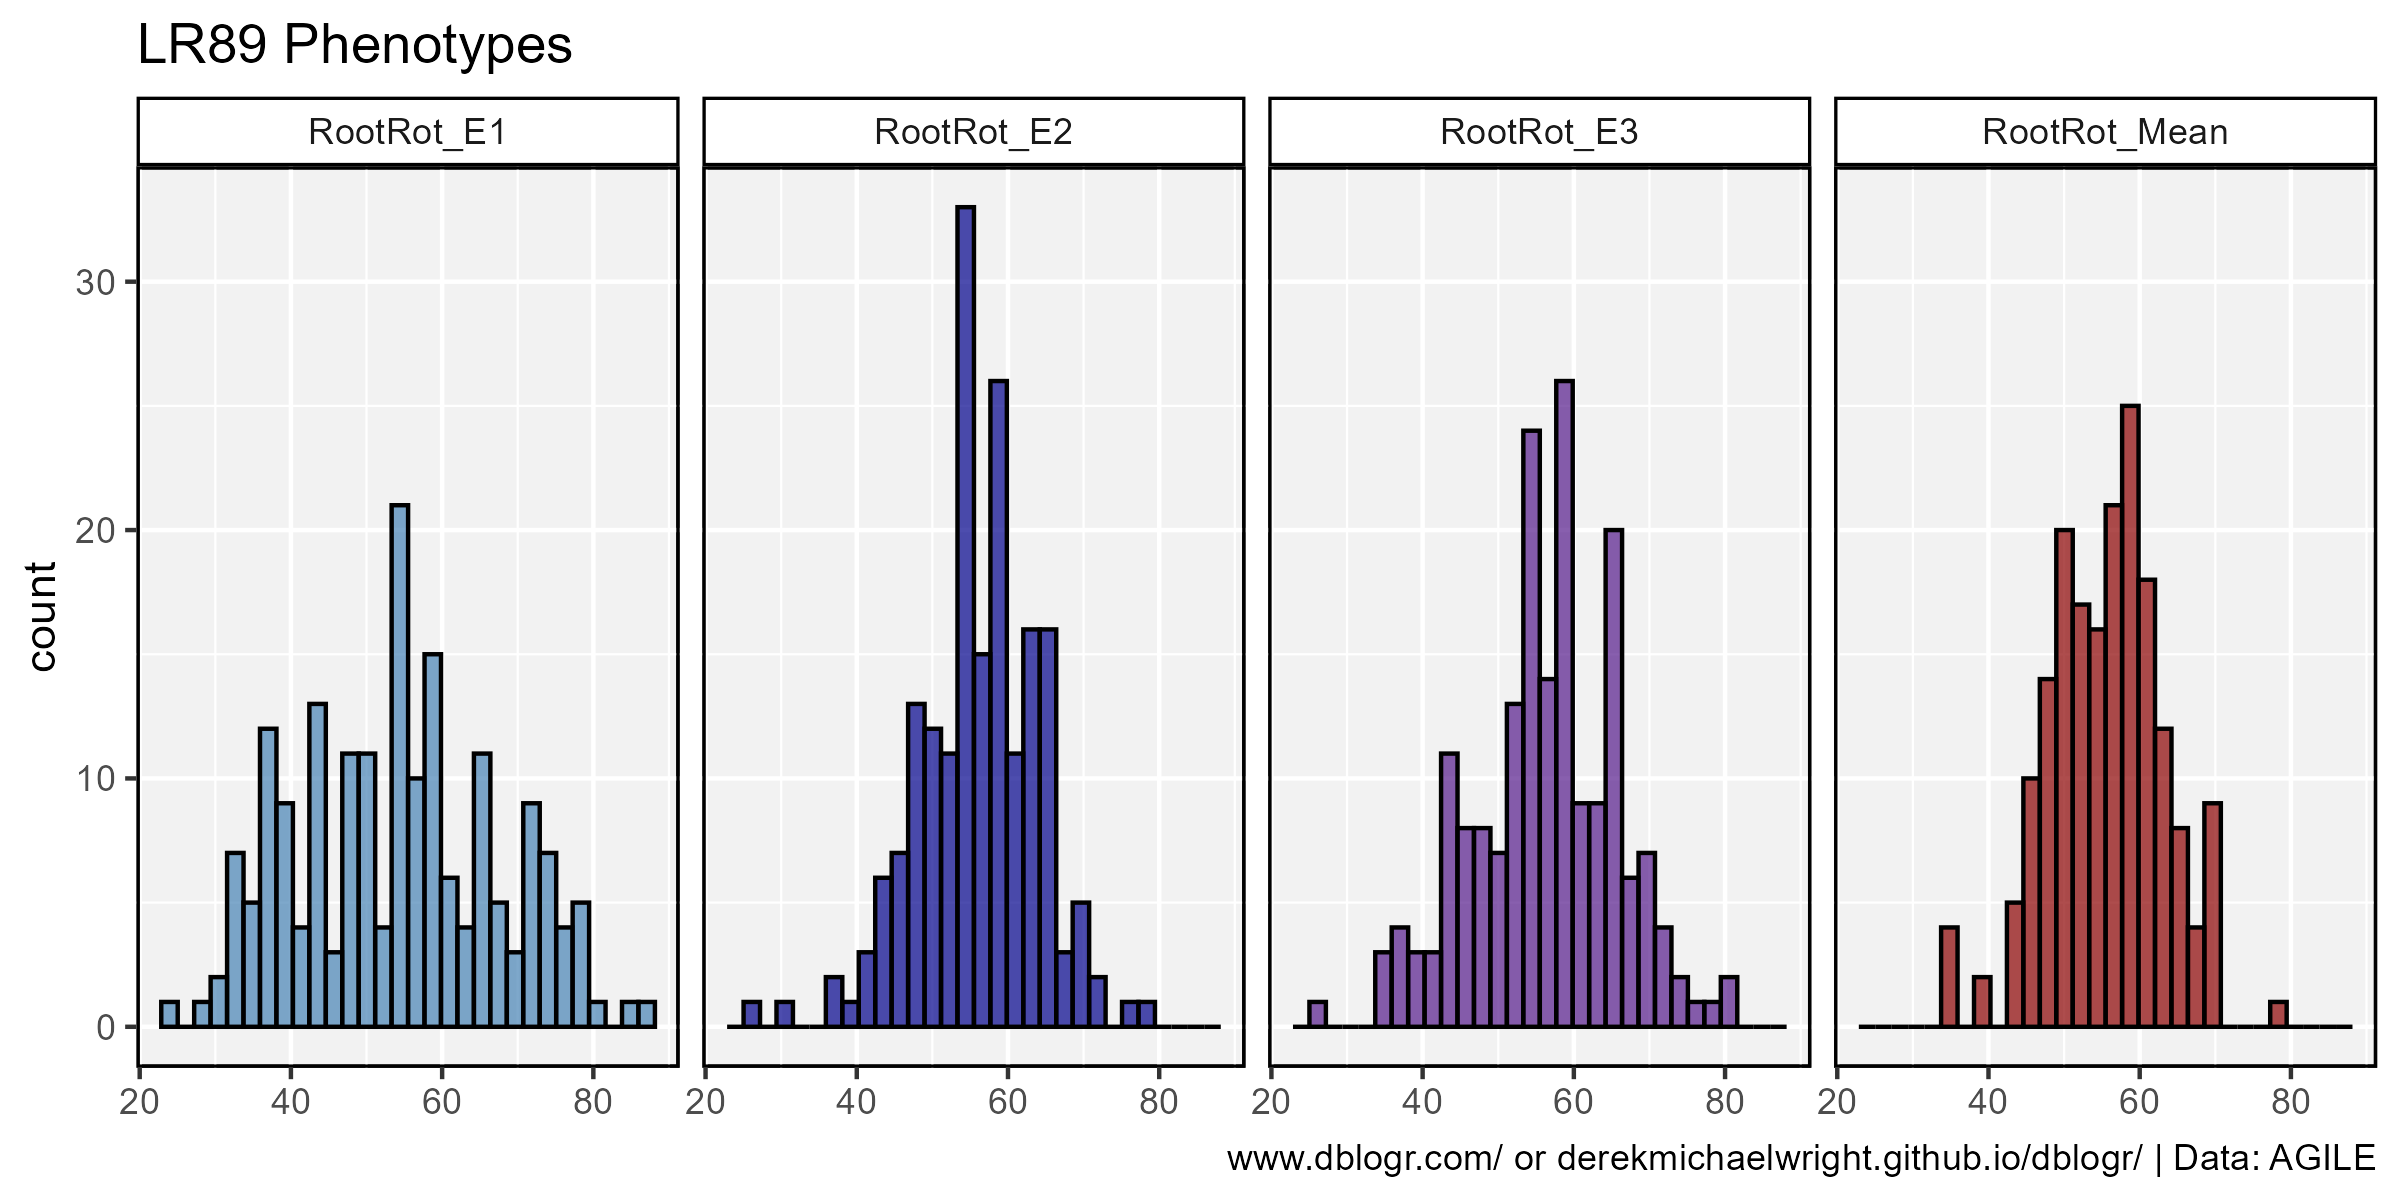 LR89 Phenotypes
RootRot_E1 RootRot_E2 RootRot_E3 RootRot_Mean
count
30
20
10
0
20 40 60 80 20 40 60 80 20 40 60 80 20 40 60 80
www.dblogr.com/ or derekmichaelwright.github.io/dblogr/ | Data: AGILE